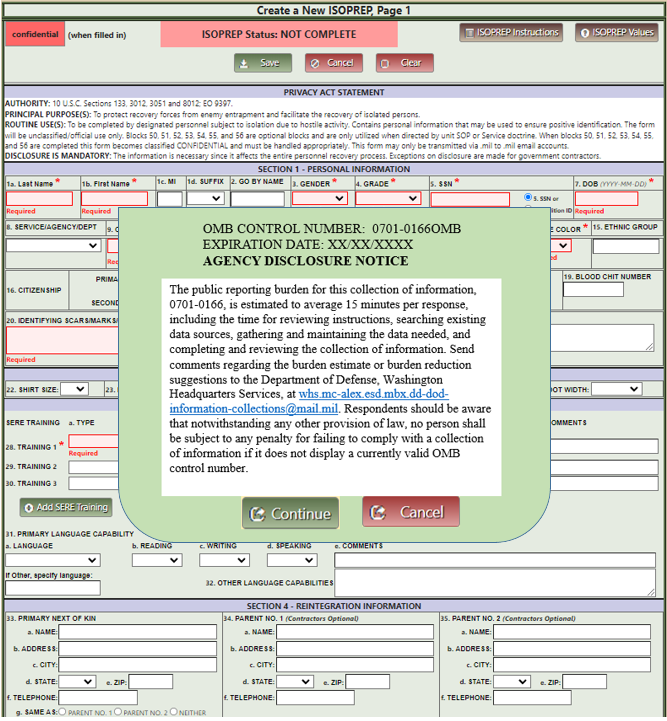 Create a New ISOPREP, Page 1
confidential (when filled in)
ISOPREP Status: NOT COMPLETE
ISOPREP Instructions
ISOPREP Values
Save
Cancel
Clear
PRIVACY ACT STATEMENT
AUTHORITY: 10 U.S.C. Sections 133, 3012, 3051 and 8012; EO 9397.
PRINCIPAL PURPOSE(S): To protect recovery forces from enemy entrapment and facilitate the recovery of isolated persons.
ROUTINE USE(S): To be completed by designated personnel subject to isolation due to hostile activity. Contains personal information that may be used to ensure positive identification. The form
will be unclassified/official use only. Blocks 50, 51, 52, 53, 54, 55, and 56 are optional blocks and are only utilized when directed by unit SOP or Service doctrine. When blocks 50, 51, 52, 53, 54, 55,
and 56 are completed this form becomes classified CONFIDENTIAL and must be handled appropriately. This form may only be transmitted via .mil to .mil email accounts.
DISCLOSURE IS MANDATORY: The information is necessary since it affects the entire personnel recovery process. Exceptions on disclosure are made for government contractors.
SECTION 1 - PERSONAL INFORMATION
1a. Last Name * 1b. First Name * 1c. MI 1d. SUFFIX 2. GO BY NAME 3. GENDER * 4. GRADE * 5. SSN * 7. DOB (YYYY-MM-DD) *
5. SSN or
ition ID
Required Required Required
8. SERVICE/AGENCY/DEPT 9. E COLOR * 15. ETHNIC GROUP
16. CITIZENSHIP
PRIMA
SECOND
19. BLOOD CHIT NUMBER
20. IDENTIFYING SCARS/MARKS/
Required
22. SHIRT SIZE: 23. OOT WIDTH:
SERE TRAINING a. TYPE OMMENTS
28. TRAINING 1 *
Required
29. TRAINING 2
30. TRAINING 3
Add SERE Training
OMB CONTROL NUMBER: 0701-0166OMB
EXPIRATION DATE: XX/XX/XXXX
AGENCY DISCLOSURE NOTICE
The public reporting burden for this collection of information,
0701-0166, is estimated to average 15 minutes per response,
including the time for reviewing instructions, searching existing
data sources, gathering and maintaining the data needed, and
completing and reviewing the collection of information. Send
comments regarding the burden estimate or burden reduction
suggestions to the Department of Defense, Washington
Headquarters Services, at whs.mc-alex.esd.mbx.dd-dod-
information-collections@mail.mil. Respondents should be aware
that notwithstanding any other provision of law, no person shall
be subject to any penalty for failing to comply with a collection
of information if it does not display a currently valid OMB
control number.
Continue
Cancel
31. PRIMARY LANGUAGE CAPABILITY
a. LANGUAGE b. READING c. WRITING d. SPEAKING e. COMMENTS
If Other, specify language:
32. OTHER LANGUAGE CAPABILITIES
SECTION 4 - REINTEGRATION INFORMATION
33. PRIMARY NEXT OF KIN 34. PARENT NO. 1 (Contractors Optional) 35. PARENT NO. 2 (Contractors Optional)
a. NAME: a. NAME: a. NAME:
b. ADDRESS: b. ADDRESS: b. ADDRESS:
c. CITY: c. CITY: c. CITY:
d. STATE: e. ZIP: d. STATE: e. ZIP: d. STATE: e. ZIP:
f. TELEPHONE: f. TELEPHONE: f. TELEPHONE:
g. SAME AS: PARENT NO. 1 PARENT NO. 2 NEITHER